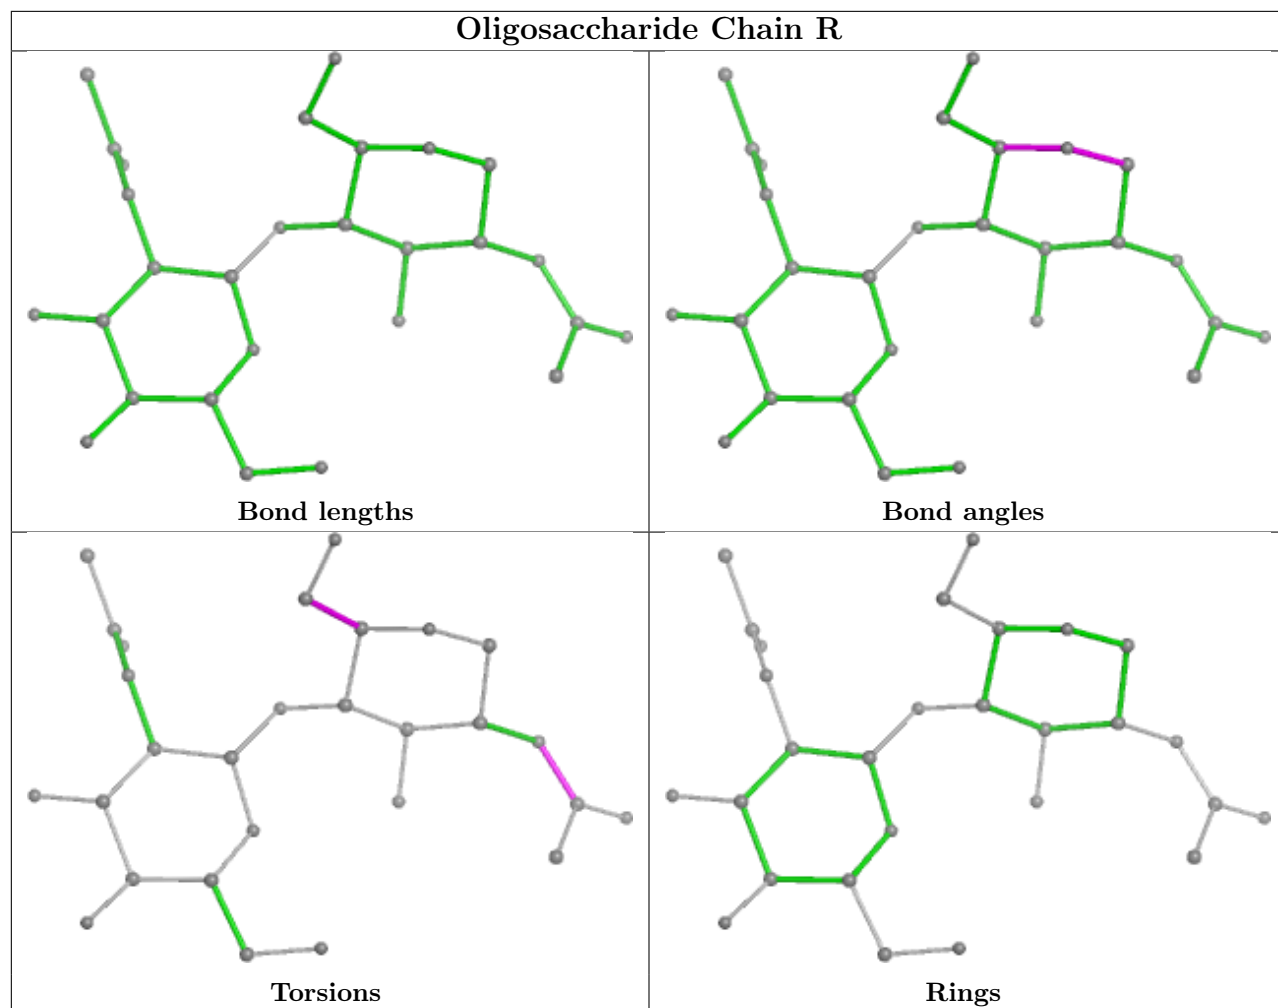 Oligosaccharide Chain R
Bond lengths
Bond angles
Torsions
Rings